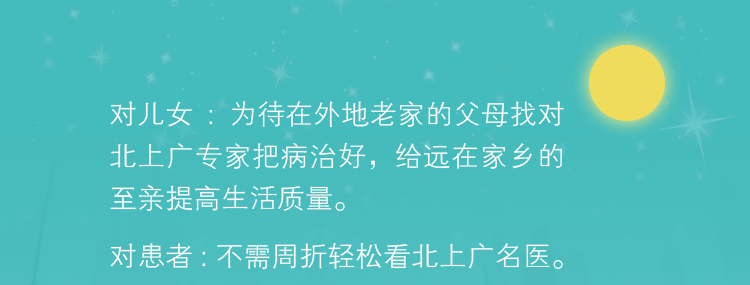 对儿女：为待在外地老家的父母找对
北上广专家把病治好，给远在家乡的
至亲提高生活质量。
对患者：不需周折轻松看北上广名医。